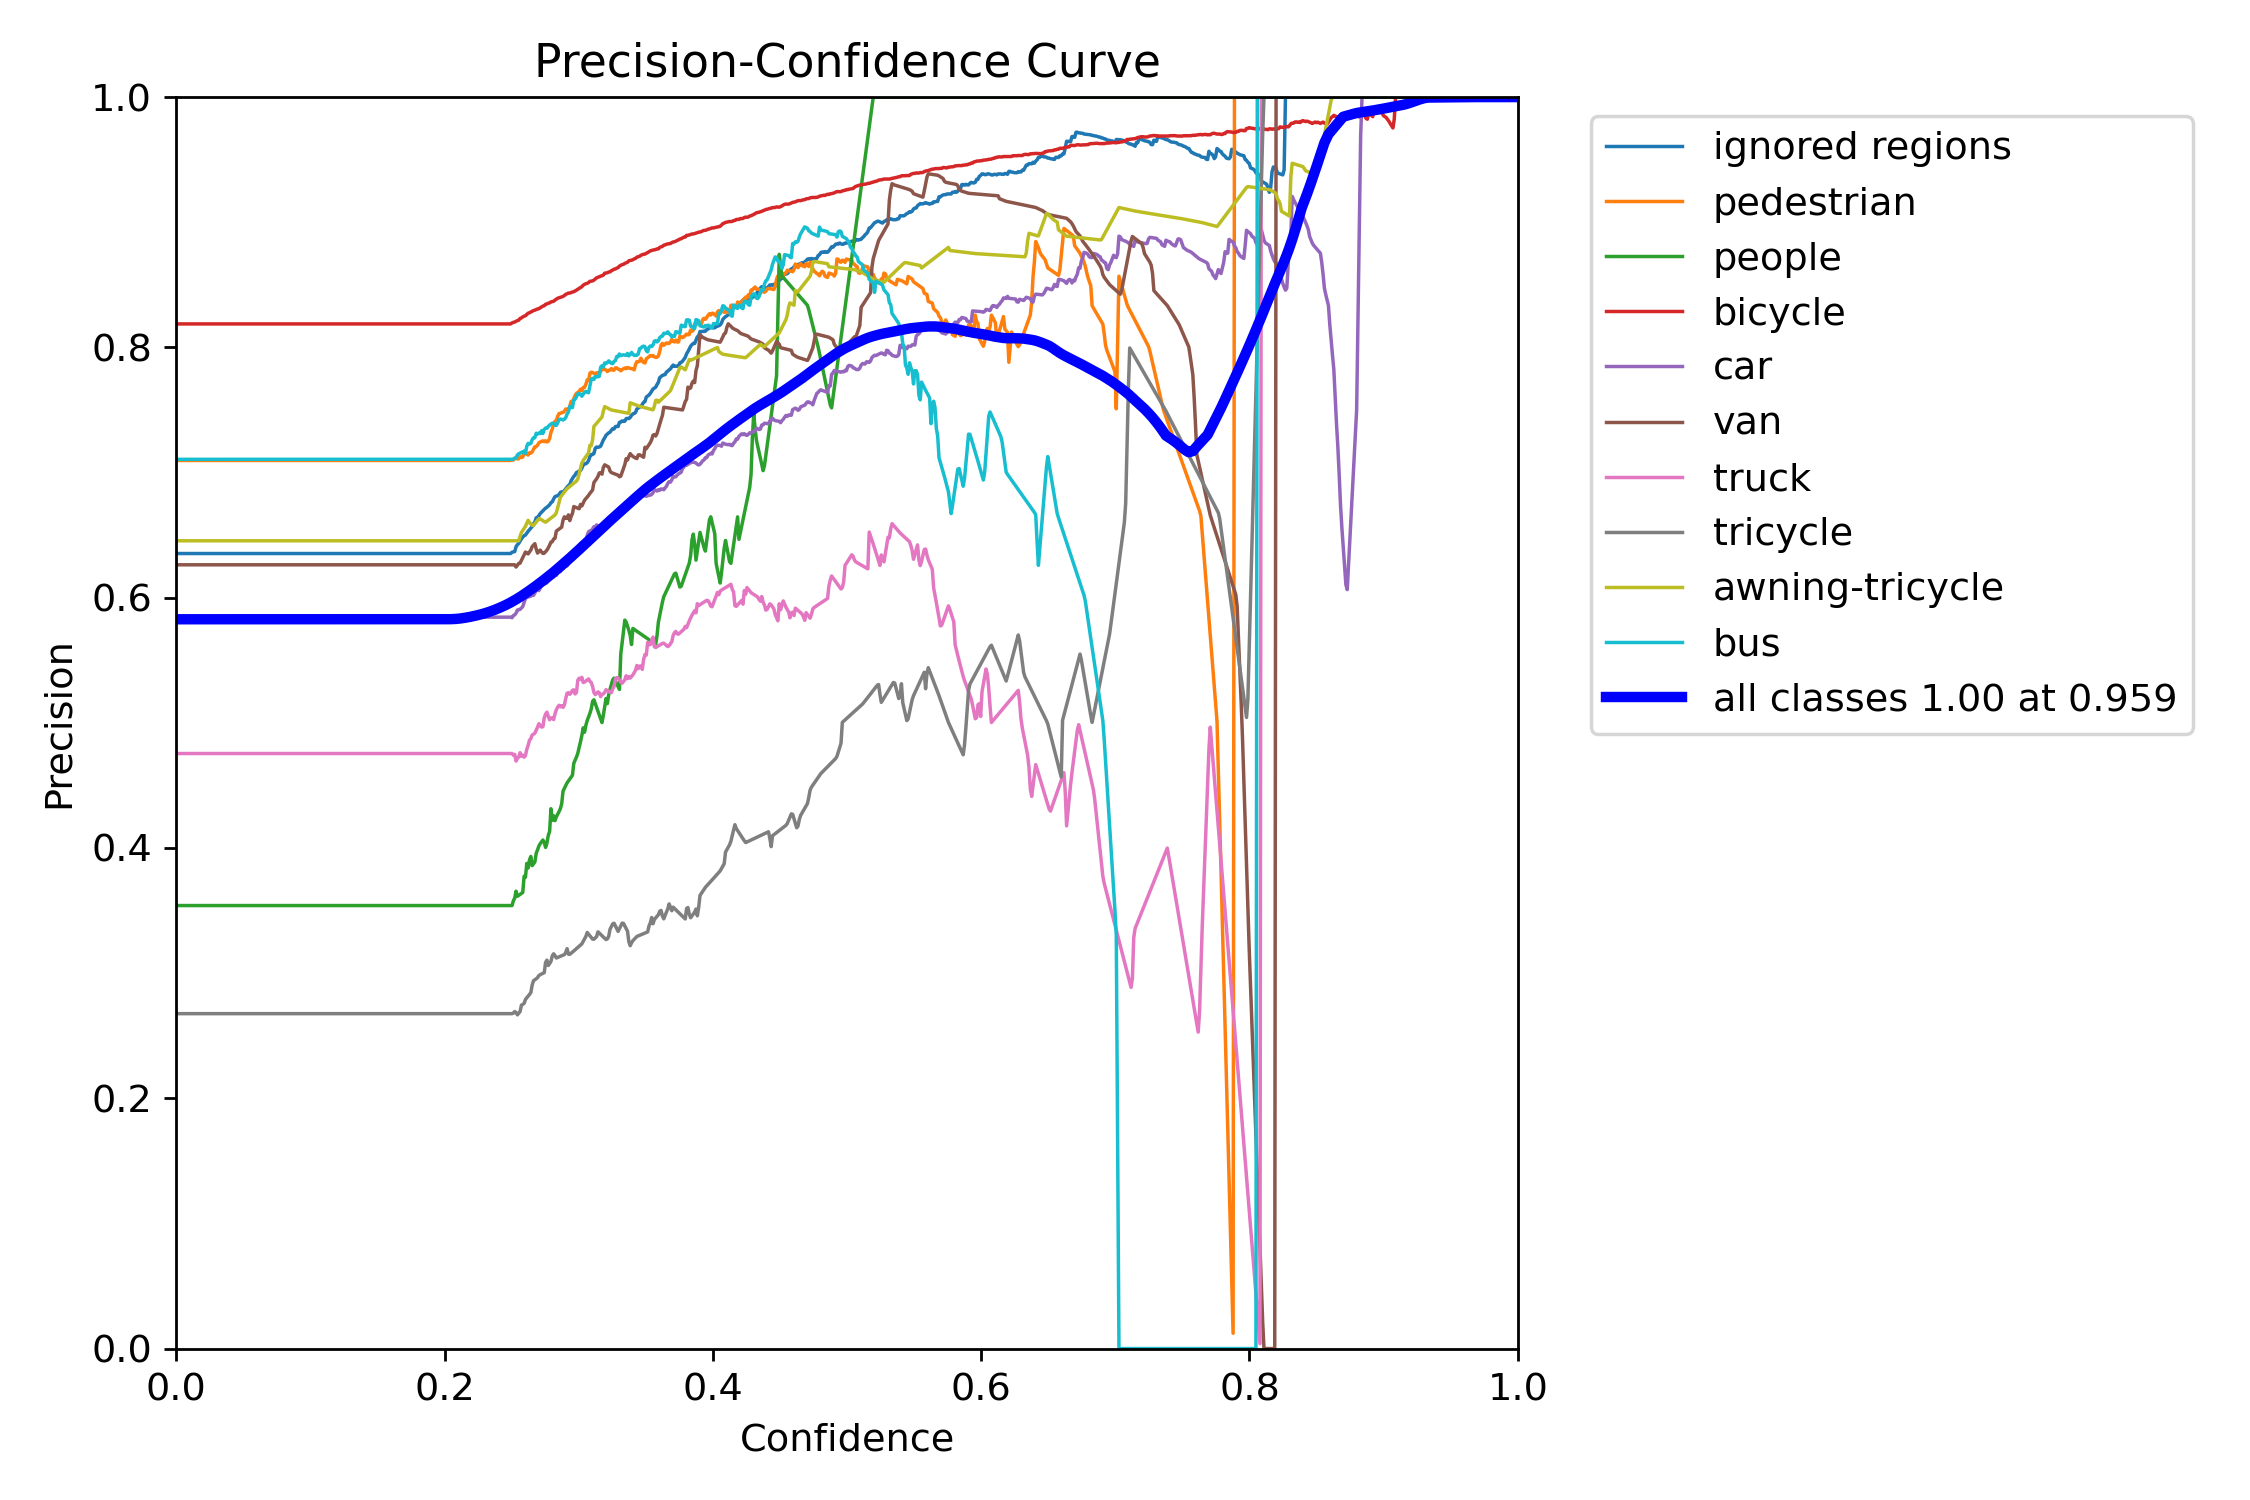 Precision-Confidence Curve
1.0
0.8
0.6
0.4
0.2
0.0
Precision
0.0 0.2 0.4 0.6 0.8 1.0
Confidence
ignored regions
pedestrian
people
bicycle
car
van
truck
tricycle
awning-tricycle
bus
all classes 1.00 at 0.959